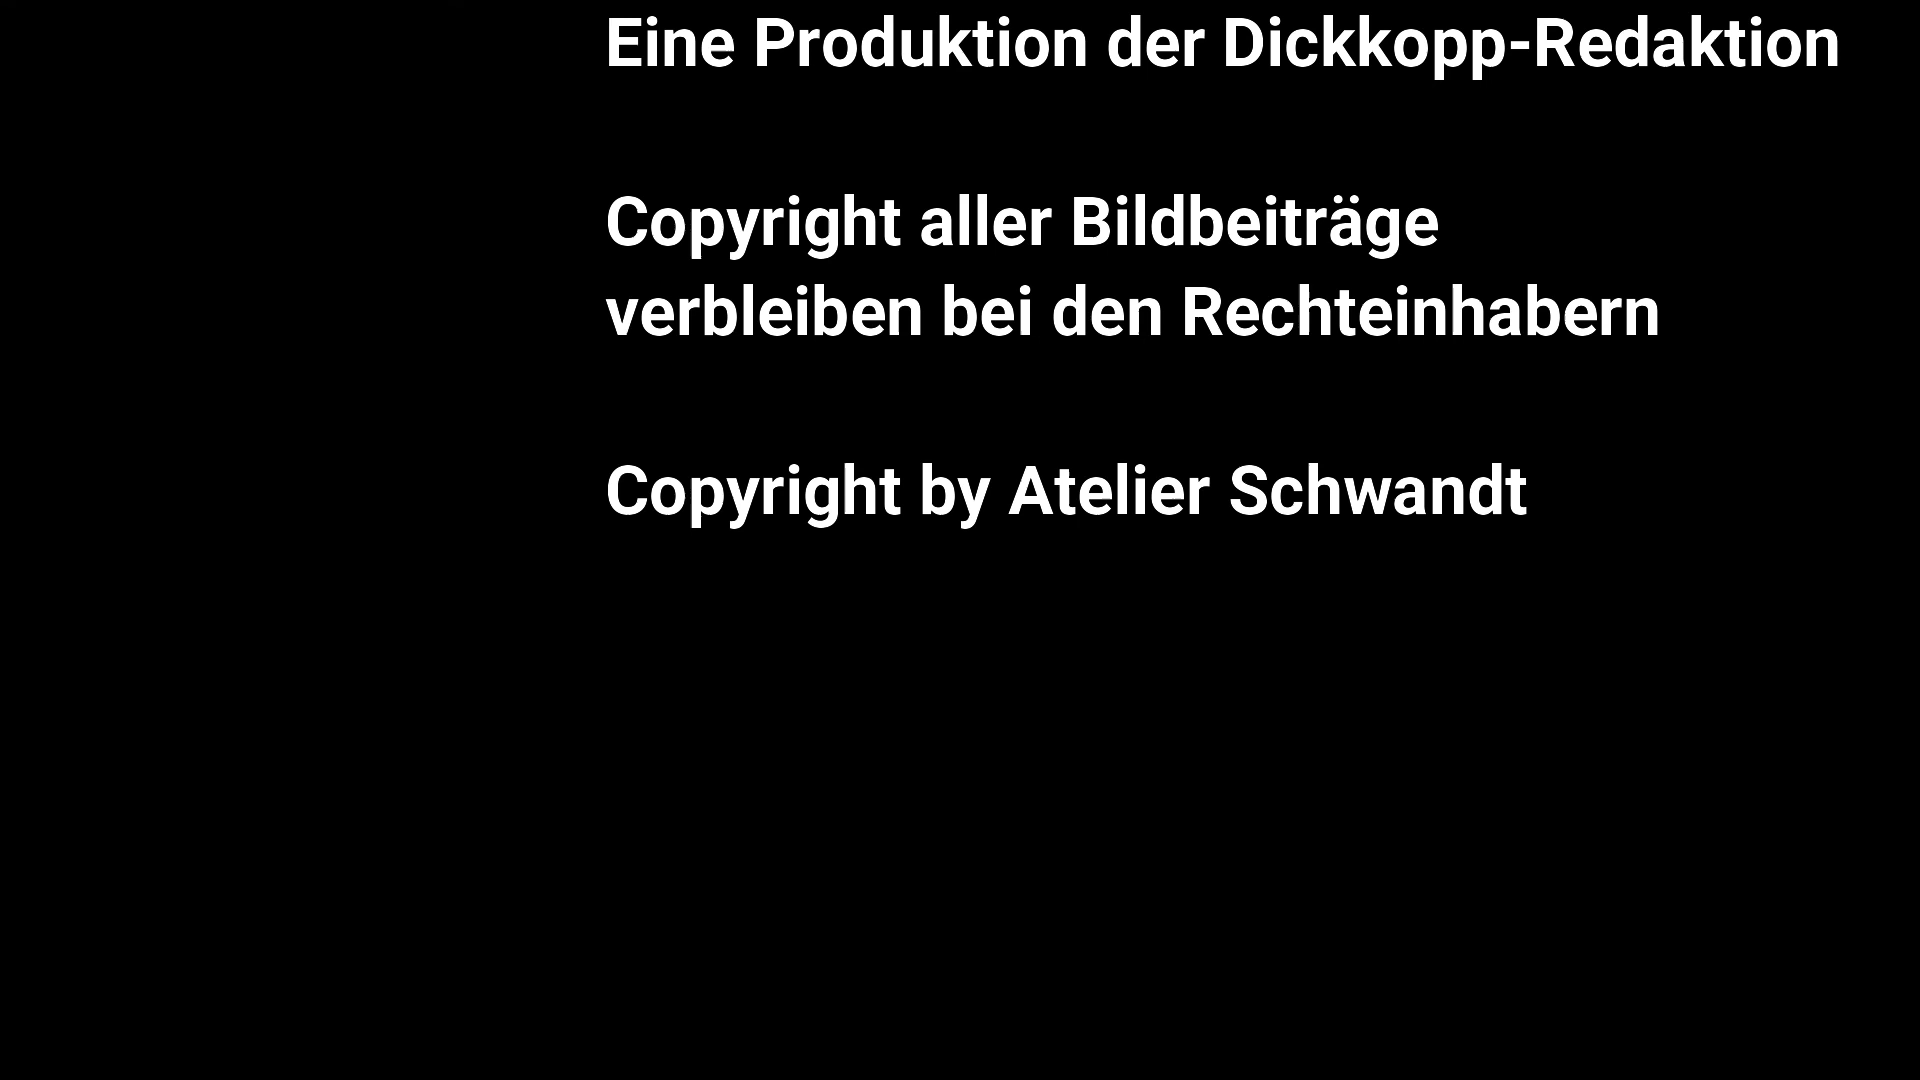 Eine Produktion der Dickkopp-Redaktion
Copyright aller Bildbeiträge
verbleiben bei den Rechteinhabern
Copyright by Atelier Schwandt